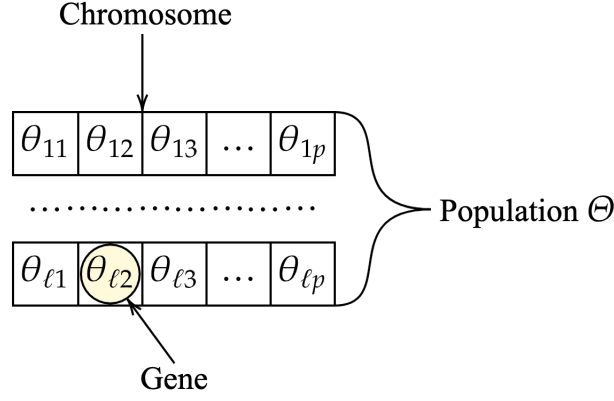 Chromosome
θ₁₁ θ₁₂ θ₁₃ ... θ₁ₚ
........................
Population Θ
θℓ₁ θℓ₂ θℓ₃ ... θℓₚ
Gene